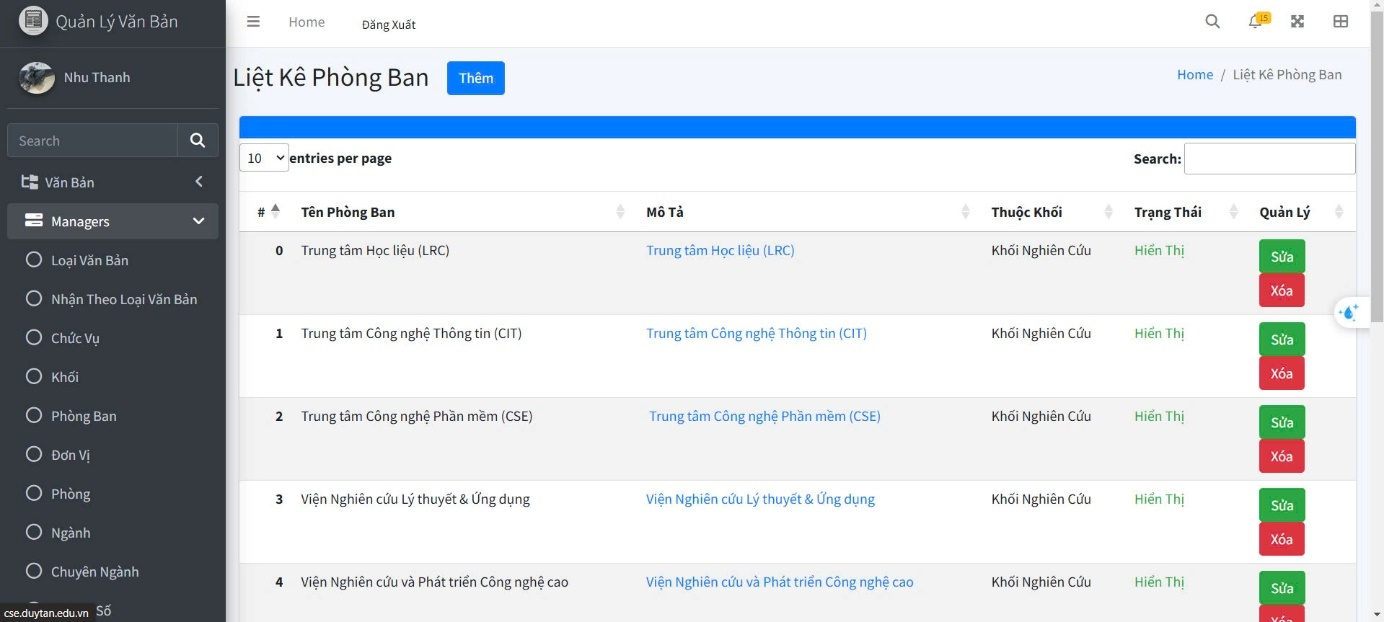 Quản Lý Văn Bản
Home
Đăng Xuất
15
Nhu Thanh
Liệt Kê Phòng Ban
Thêm
Home / Liệt Kê Phòng Ban
Search
10 entries per page
Search:
Văn Bản
Managers
Loại Văn Bản
Nhận Theo Loại Văn Bản
Chức Vụ
Khối
Phòng Ban
Đơn Vị
Phòng
Ngành
Chuyên Ngành
Số
cse.duytan.edu.vn
# Tên Phòng Ban Mô Tả Thuộc Khối Trạng Thái Quản Lý
0 Trung tâm Học liệu (LRC) Trung tâm Học liệu (LRC) Khối Nghiên Cứu Hiển Thị Sửa
Xóa
1 Trung tâm Công nghệ Thông tin (CIT) Trung tâm Công nghệ Thông tin (CIT) Khối Nghiên Cứu Hiển Thị Sửa
Xóa
2 Trung tâm Công nghệ Phần mềm (CSE) Trung tâm Công nghệ Phần mềm (CSE) Khối Nghiên Cứu Hiển Thị Sửa
Xóa
3 Viện Nghiên cứu Lý thuyết & Ứng dụng Viện Nghiên cứu Lý thuyết & Ứng dụng Khối Nghiên Cứu Hiển Thị Sửa
Xóa
4 Viện Nghiên cứu và Phát triển Công nghệ cao Viện Nghiên cứu và Phát triển Công nghệ cao Khối Nghiên Cứu Hiển Thị Sửa
Xóa